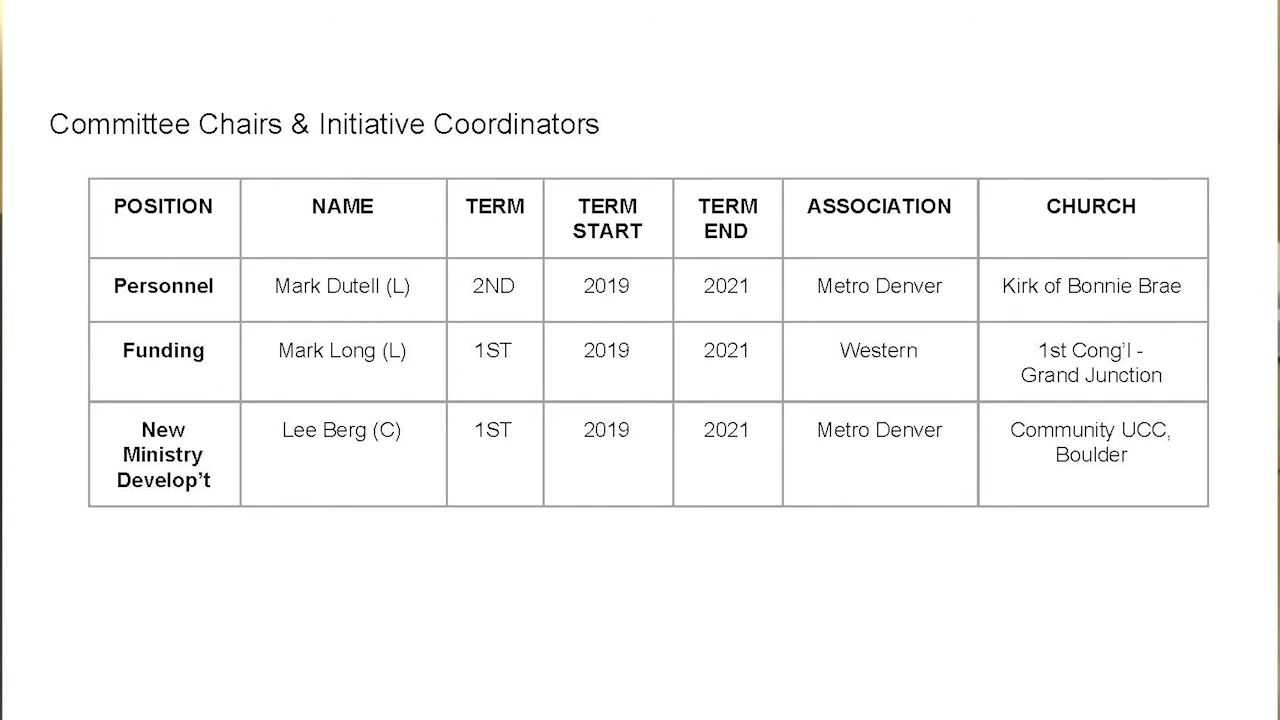 Committee Chairs & Initiative Coordinators
POSITION NAME TERM TERM START TERM END ASSOCIATION CHURCH
Personnel Mark Dutell (L) 2ND 2019 2021 Metro Denver Kirk of Bonnie Brae
Funding Mark Long (L) 1ST 2019 2021 Western 1st Cong’l - Grand Junction
New Ministry Develop’t Lee Berg (C) 1ST 2019 2021 Metro Denver Community UCC, Boulder